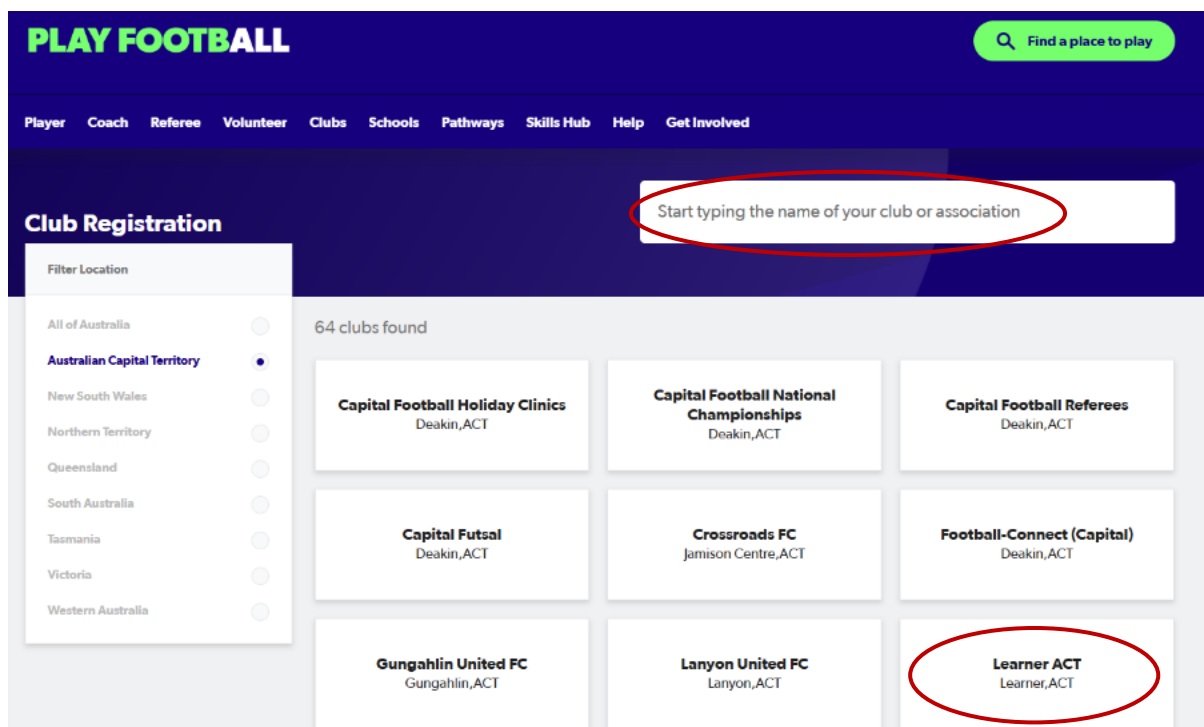 PLAY FOOTBALL
Find a place to play
Player Coach Referee Volunteer Clubs Schools Pathways Skills Hub Help Get Involved
Start typing the name of your club or association
Club Registration
Filter Location
All of Australia
Australian Capital Territory
New South Wales
Northern Territory
Queensland
South Australia
Tasmania
Victoria
Western Australia
64 clubs found
Capital Football Holiday Clinics
Deakin,ACT
Capital Football National
Championships
Deakin,ACT
Capital Football Referees
Deakin,ACT
Capital Futsal
Deakin,ACT
Crossroads FC
Jamison Centre,ACT
Football-Connect (Capital)
Deakin,ACT
Gungahlin United FC
Gungahlin,ACT
Lanyon United FC
Lanyon,ACT
Learner ACT
Learner,ACT